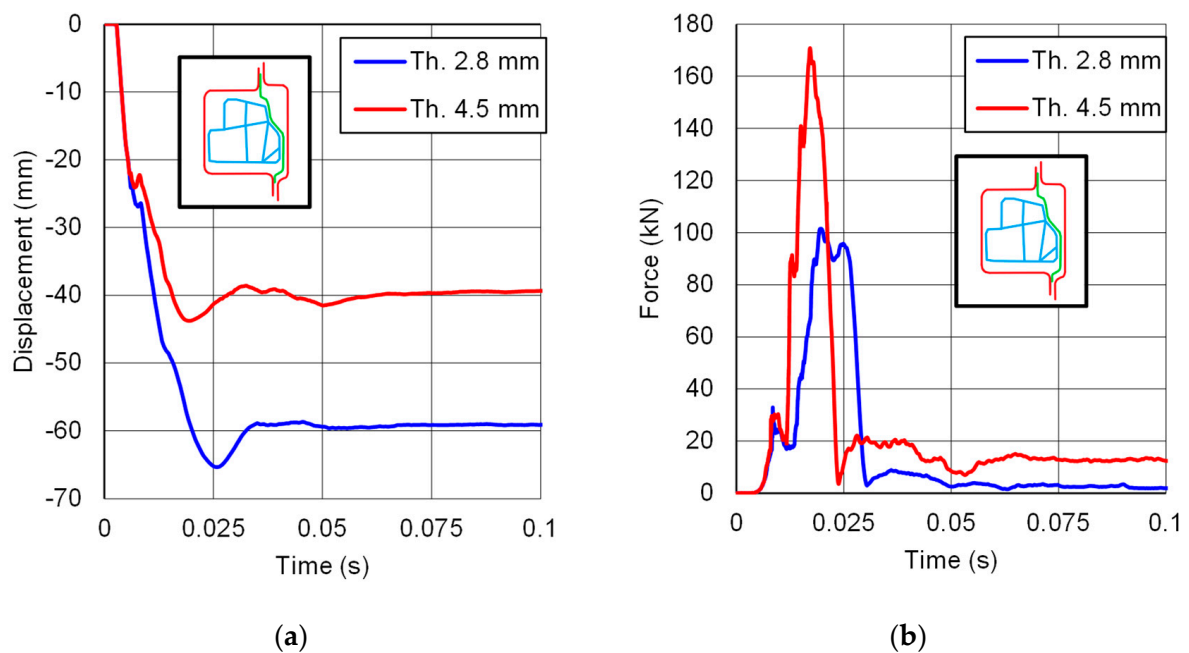 0
-10
-20
-30
-40
-50
-60
-70
Displacement (mm)
Th. 2.8 mm
Th. 4.5 mm
0 0.025 0.05 0.075 0.1
Time (s)
(a)
180
160
140
120
100
80
60
40
20
0
Force (kN)
Th. 2.8 mm
Th. 4.5 mm
0 0.025 0.05 0.075 0.1
Time (s)
(b)